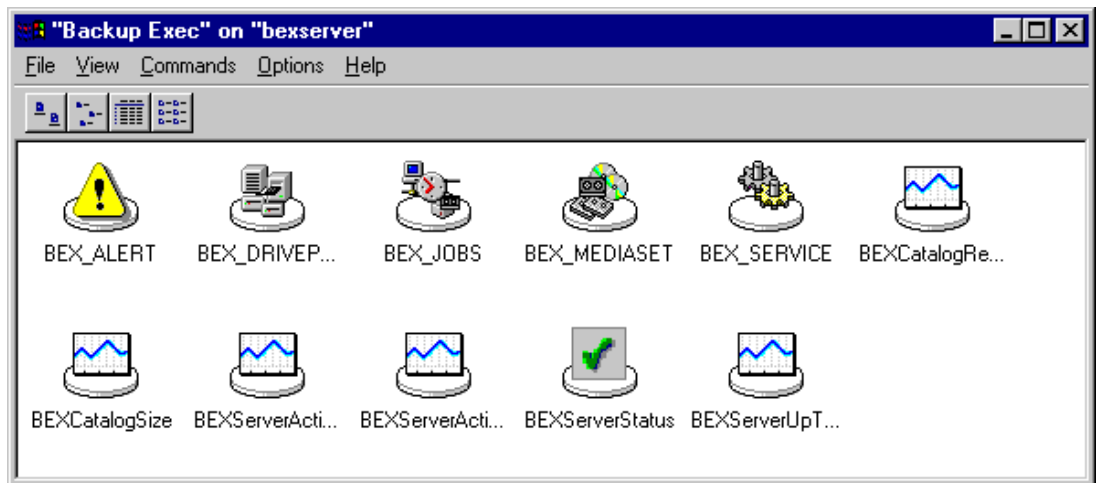 "Backup Exec" on "bexserver"
File View Commands Options Help
BEX_ALERT BEX_DRIVEP... BEX_JOBS BEX_MEDIASET BEX_SERVICE BEXCatalogRe...
BEXCatalogSize BEXServerActi... BEXServerActi... BEXServerStatus BEXServerUpT...